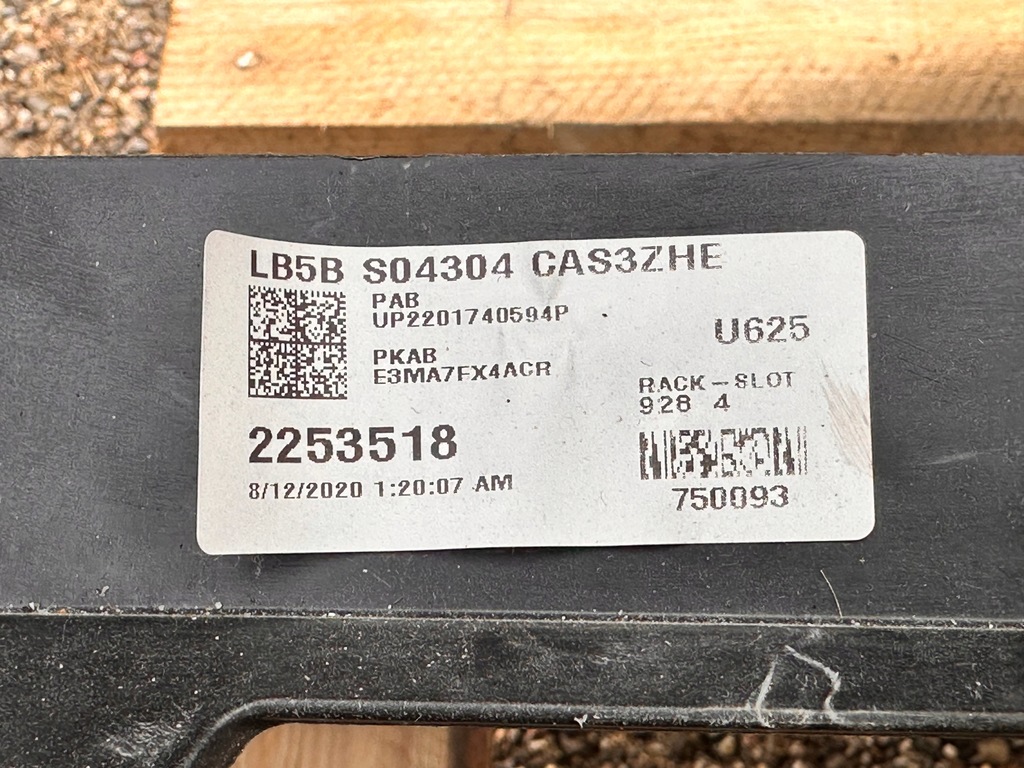 LB5B S04304 CAS3ZHE
PAB
UP2201740594P
U625
PKAB
E3MA7FX4ACR
RACK-SLOT
928 4
2253518
8/12/2020 1:20:07 AM
750093